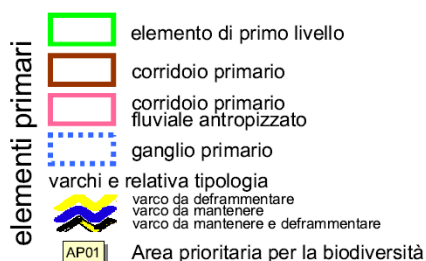 elementi primari
elemento di primo livello
corridoio primario
corridoio primario
fluviale antropizzato
ganglio primario
varchi e relativa tipologia
varco da deframmentare
varco da mantenere
varco da mantenere e deframmentare
AP01 Area prioritaria per la biodiversità